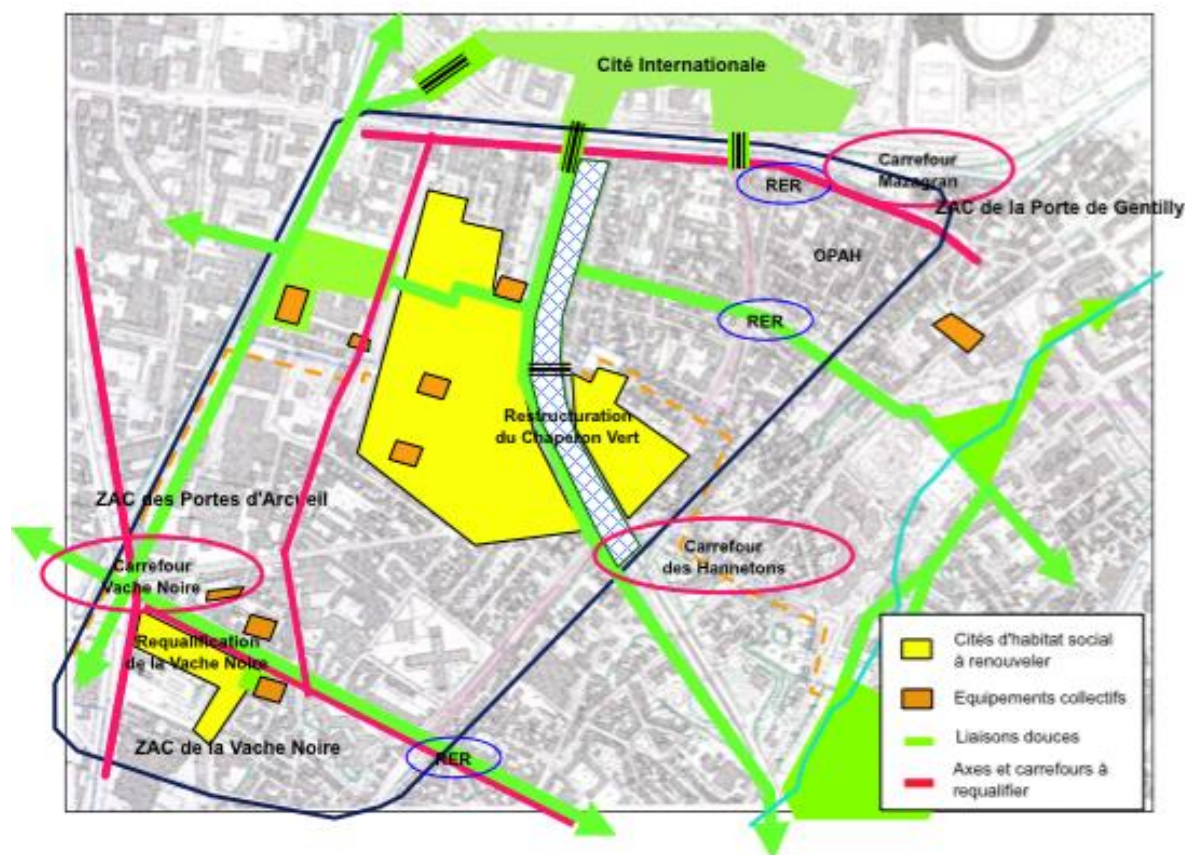 Cité Internationale
Carrefour
Mazagran
RER
ZAC de la Porte de Gentilly
OPAH
RER
Restructuration
du Chaperon Vert
ZAC des Portes d'Arcueil
Carrefour
des Hannetons
Carrefour
Vache Noire
Requalification
de la Vache Noire
ZAC de la Vache Noire
RER
Cités d'habitat social
à renouveler
Equipements collectifs
Liaisons douces
Axes et carrefours à
requalifier